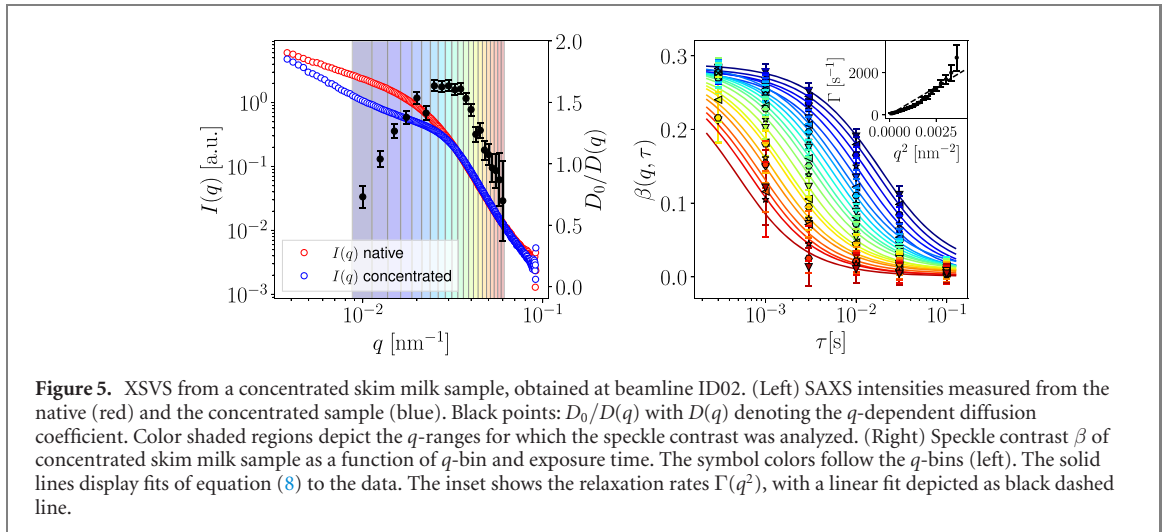 10⁰
10⁻¹
10⁻²
10⁻³
I(q) [a.u.]
I(q) native
I(q) concentrated
10⁻²
10⁻¹
q [nm⁻¹]
2.0
1.5
1.0
0.5
0.0
D₀/D(q)
0.3
0.2
0.1
0.0
β(q, τ)
10⁻³
10⁻²
10⁻¹
τ[s]
2000
0
Γ [s⁻¹]
0.0000
0.0025
q² [nm⁻²]
Figure 5. XSVS from a concentrated skim milk sample, obtained at beamline ID02. (Left) SAXS intensities measured from the
native (red) and the concentrated sample (blue). Black points: D₀/D(q) with D(q) denoting the q-dependent diffusion
coefficient. Color shaded regions depict the q-ranges for which the speckle contrast was analyzed. (Right) Speckle contrast β of
concentrated skim milk sample as a function of q-bin and exposure time. The symbol colors follow the q-bins (left). The solid
lines display fits of equation (8) to the data. The inset shows the relaxation rates Γ(q²), with a linear fit depicted as black dashed
line.